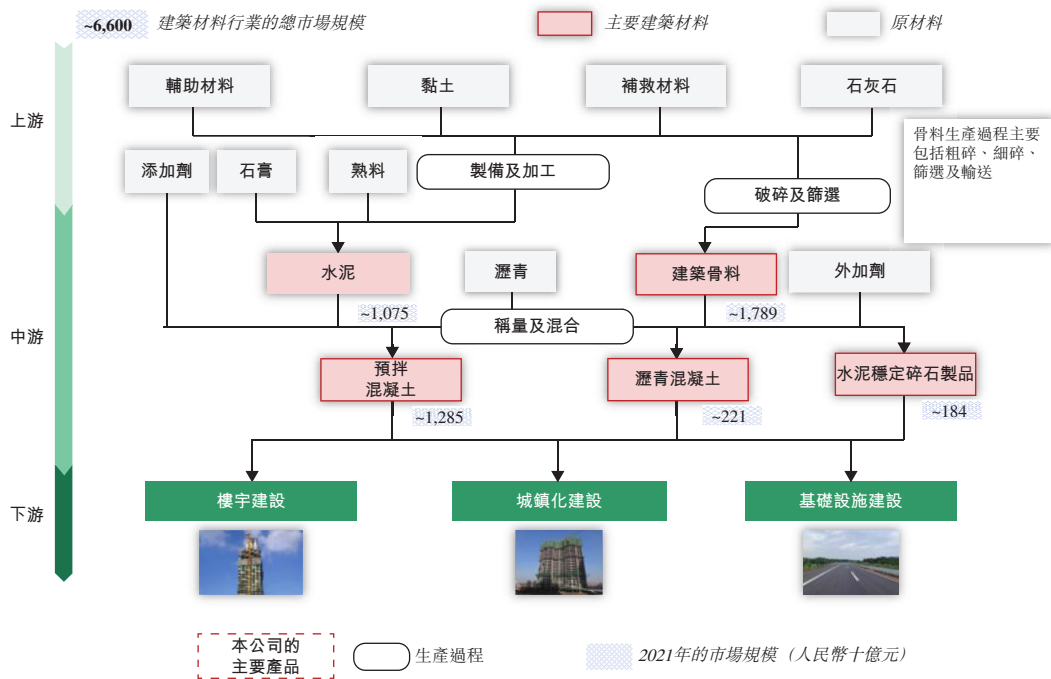 ~6,600 建築材料行業的總市場規模 主要建築材料 原材料
上游
輔助材料 黏土 補救材料 石灰石
骨料生產過程主要
包括粗碎、細碎、
篩選及輸送
添加劑 石膏 熟料 製備及加工
破碎及篩選
中游
水泥 瀝青 建築骨料 外加劑
~1,075 稱量及混合 ~1,789
預拌
混凝土
瀝青混凝土 水泥穩定碎石製品
~1,285 ~221 ~184
下游
樓宇建設 城鎮化建設 基礎設施建設
本公司的
主要產品
生產過程 2021年的市場規模（人民幣十億元）